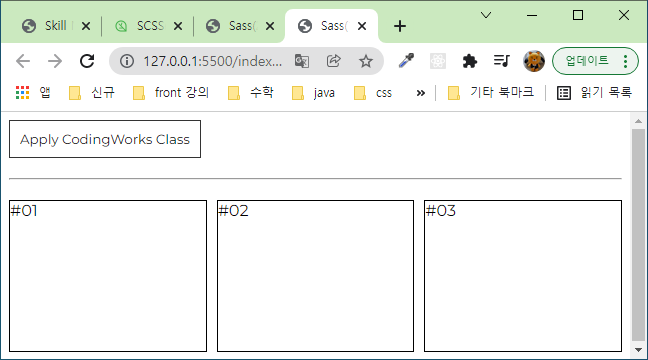 Skill
SCSS
Sass(
Sass(
127.0.0.1:5500/index...
업데이트
앱
신규
front 강의
수학
java
css
»
기타 북마크
읽기 목록
Apply CodingWorks Class
#01
#02
#03